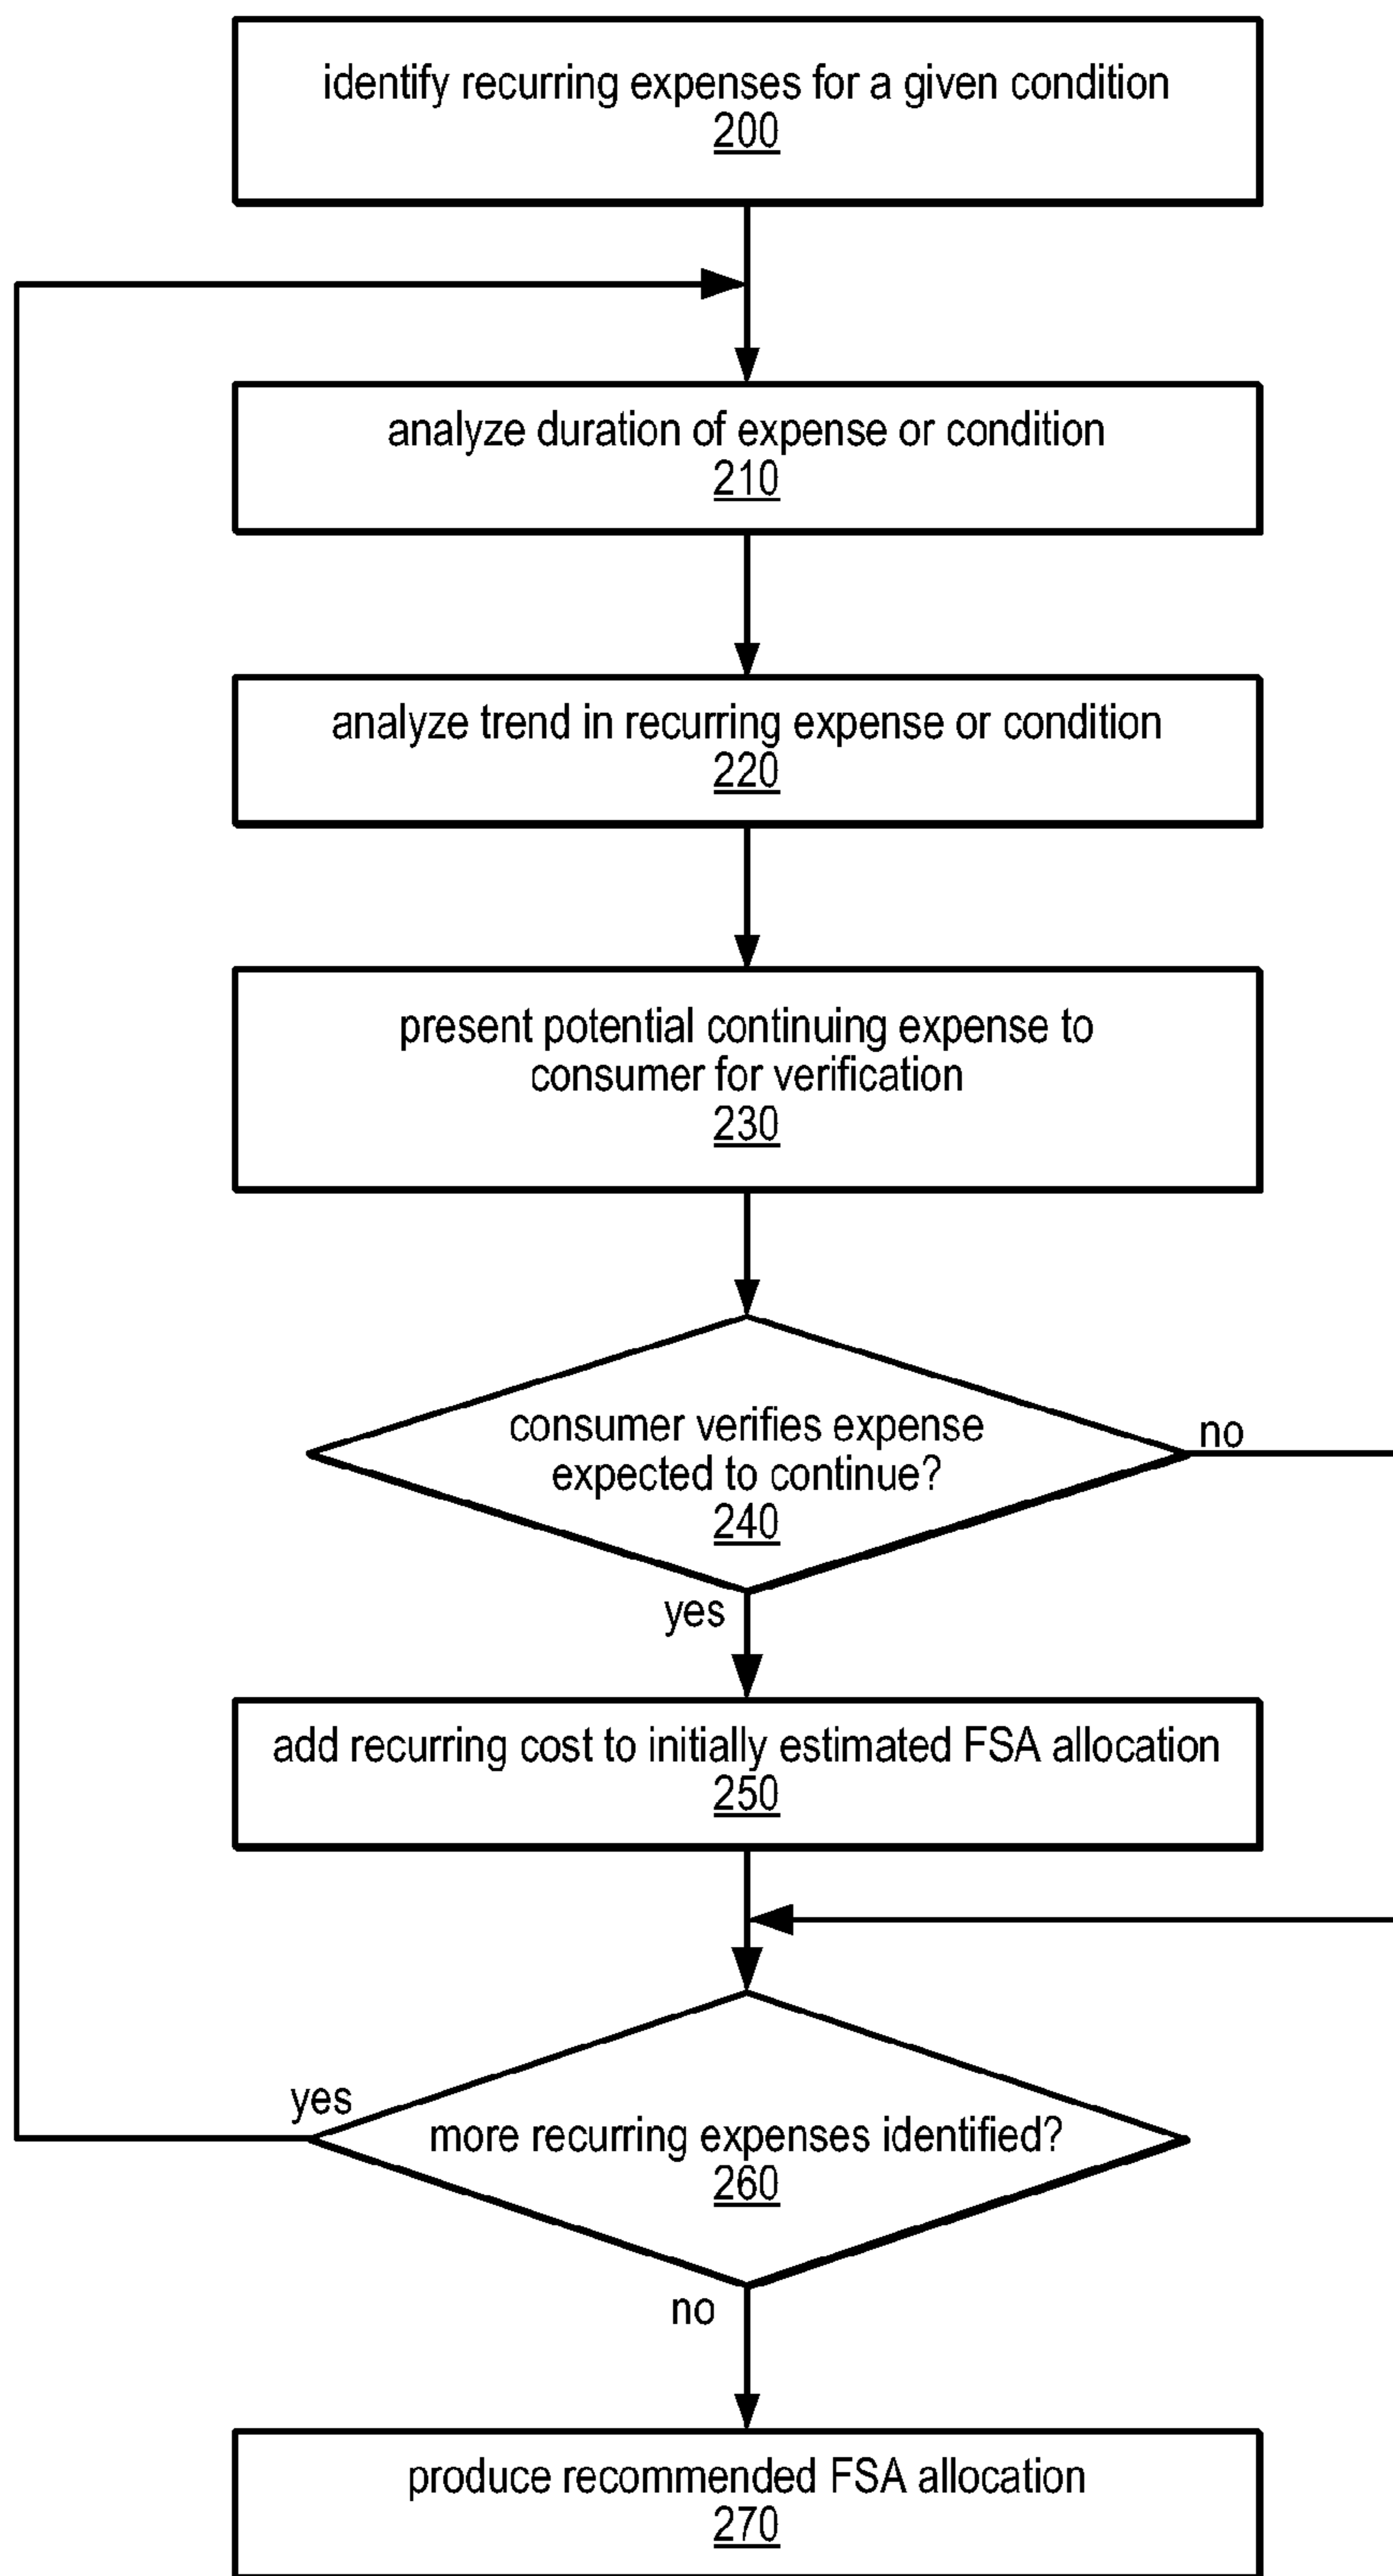 identify recurring expenses for a given condition
200
analyze duration of expense or condition
210
analyze trend in recurring expense or condition
220
present potential continuing expense to
consumer for verification
230
consumer verifies expense
expected to continue?
240
no
yes
add recurring cost to initially estimated FSA allocation
250
yes
more recurring expenses identified?
260
no
produce recommended FSA allocation
270